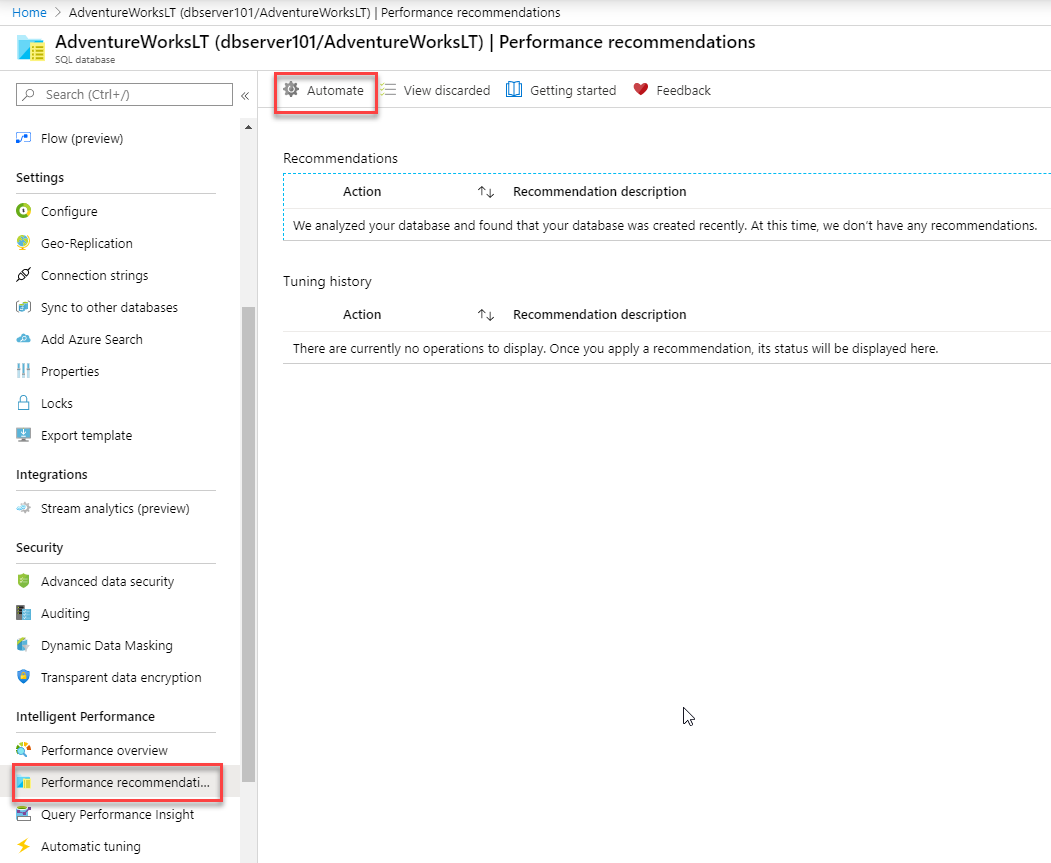 Home > AdventureWorksLT (dbserver101/AdventureWorksLT) | Performance recommendations
AdventureWorksLT (dbserver101/AdventureWorksLT) | Performance recommendations
SQL database
Search (Ctrl+/)
«
Flow (preview)
Settings
Configure
Geo-Replication
Connection strings
Sync to other databases
Add Azure Search
Properties
Locks
Export template
Integrations
Stream analytics (preview)
Security
Advanced data security
Auditing
Dynamic Data Masking
Transparent data encryption
Intelligent Performance
Performance overview
Performance recommendati...
Query Performance Insight
Automatic tuning
Automate View discarded Getting started Feedback
Recommendations
Action ↑↓ Recommendation description
We analyzed your database and found that your database was created recently. At this time, we don't have any recommendations.
Tuning history
Action ↑↓ Recommendation description
There are currently no operations to display. Once you apply a recommendation, its status will be displayed here.